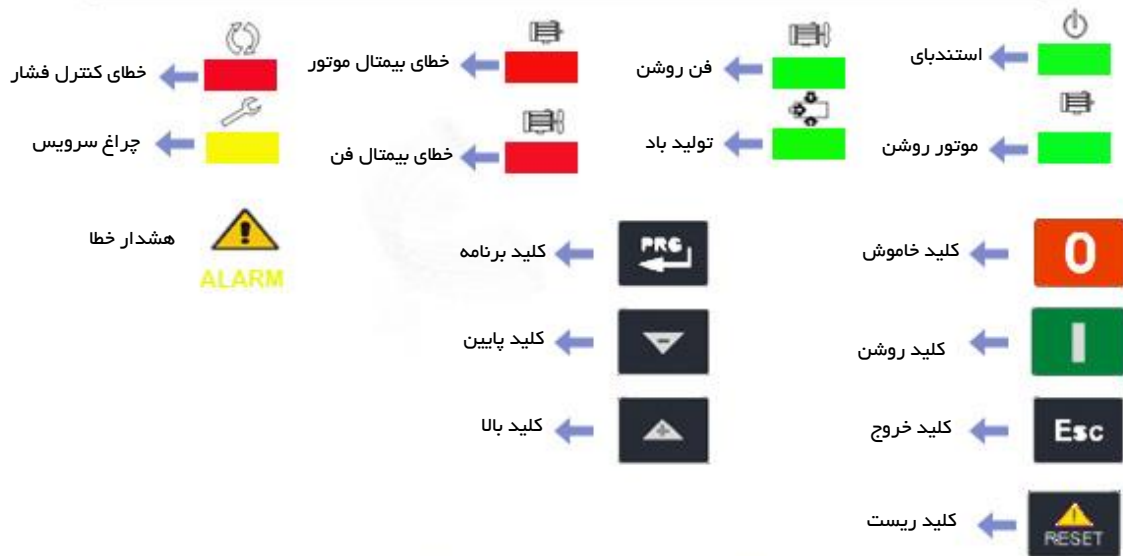 استندبای
فن روشن
خطای بیمتال موتور
خطای کنترل فشار
موتور روشن
تولید باد
خطای بیمتال فن
چراغ سرویس
هشدار خطا
ALARM
0
کلید خاموش
PRG
کلید برنامه
I
کلید روشن
-
کلید پایین
Esc
کلید خروج
+
کلید بالا
RESET
کلید ریست